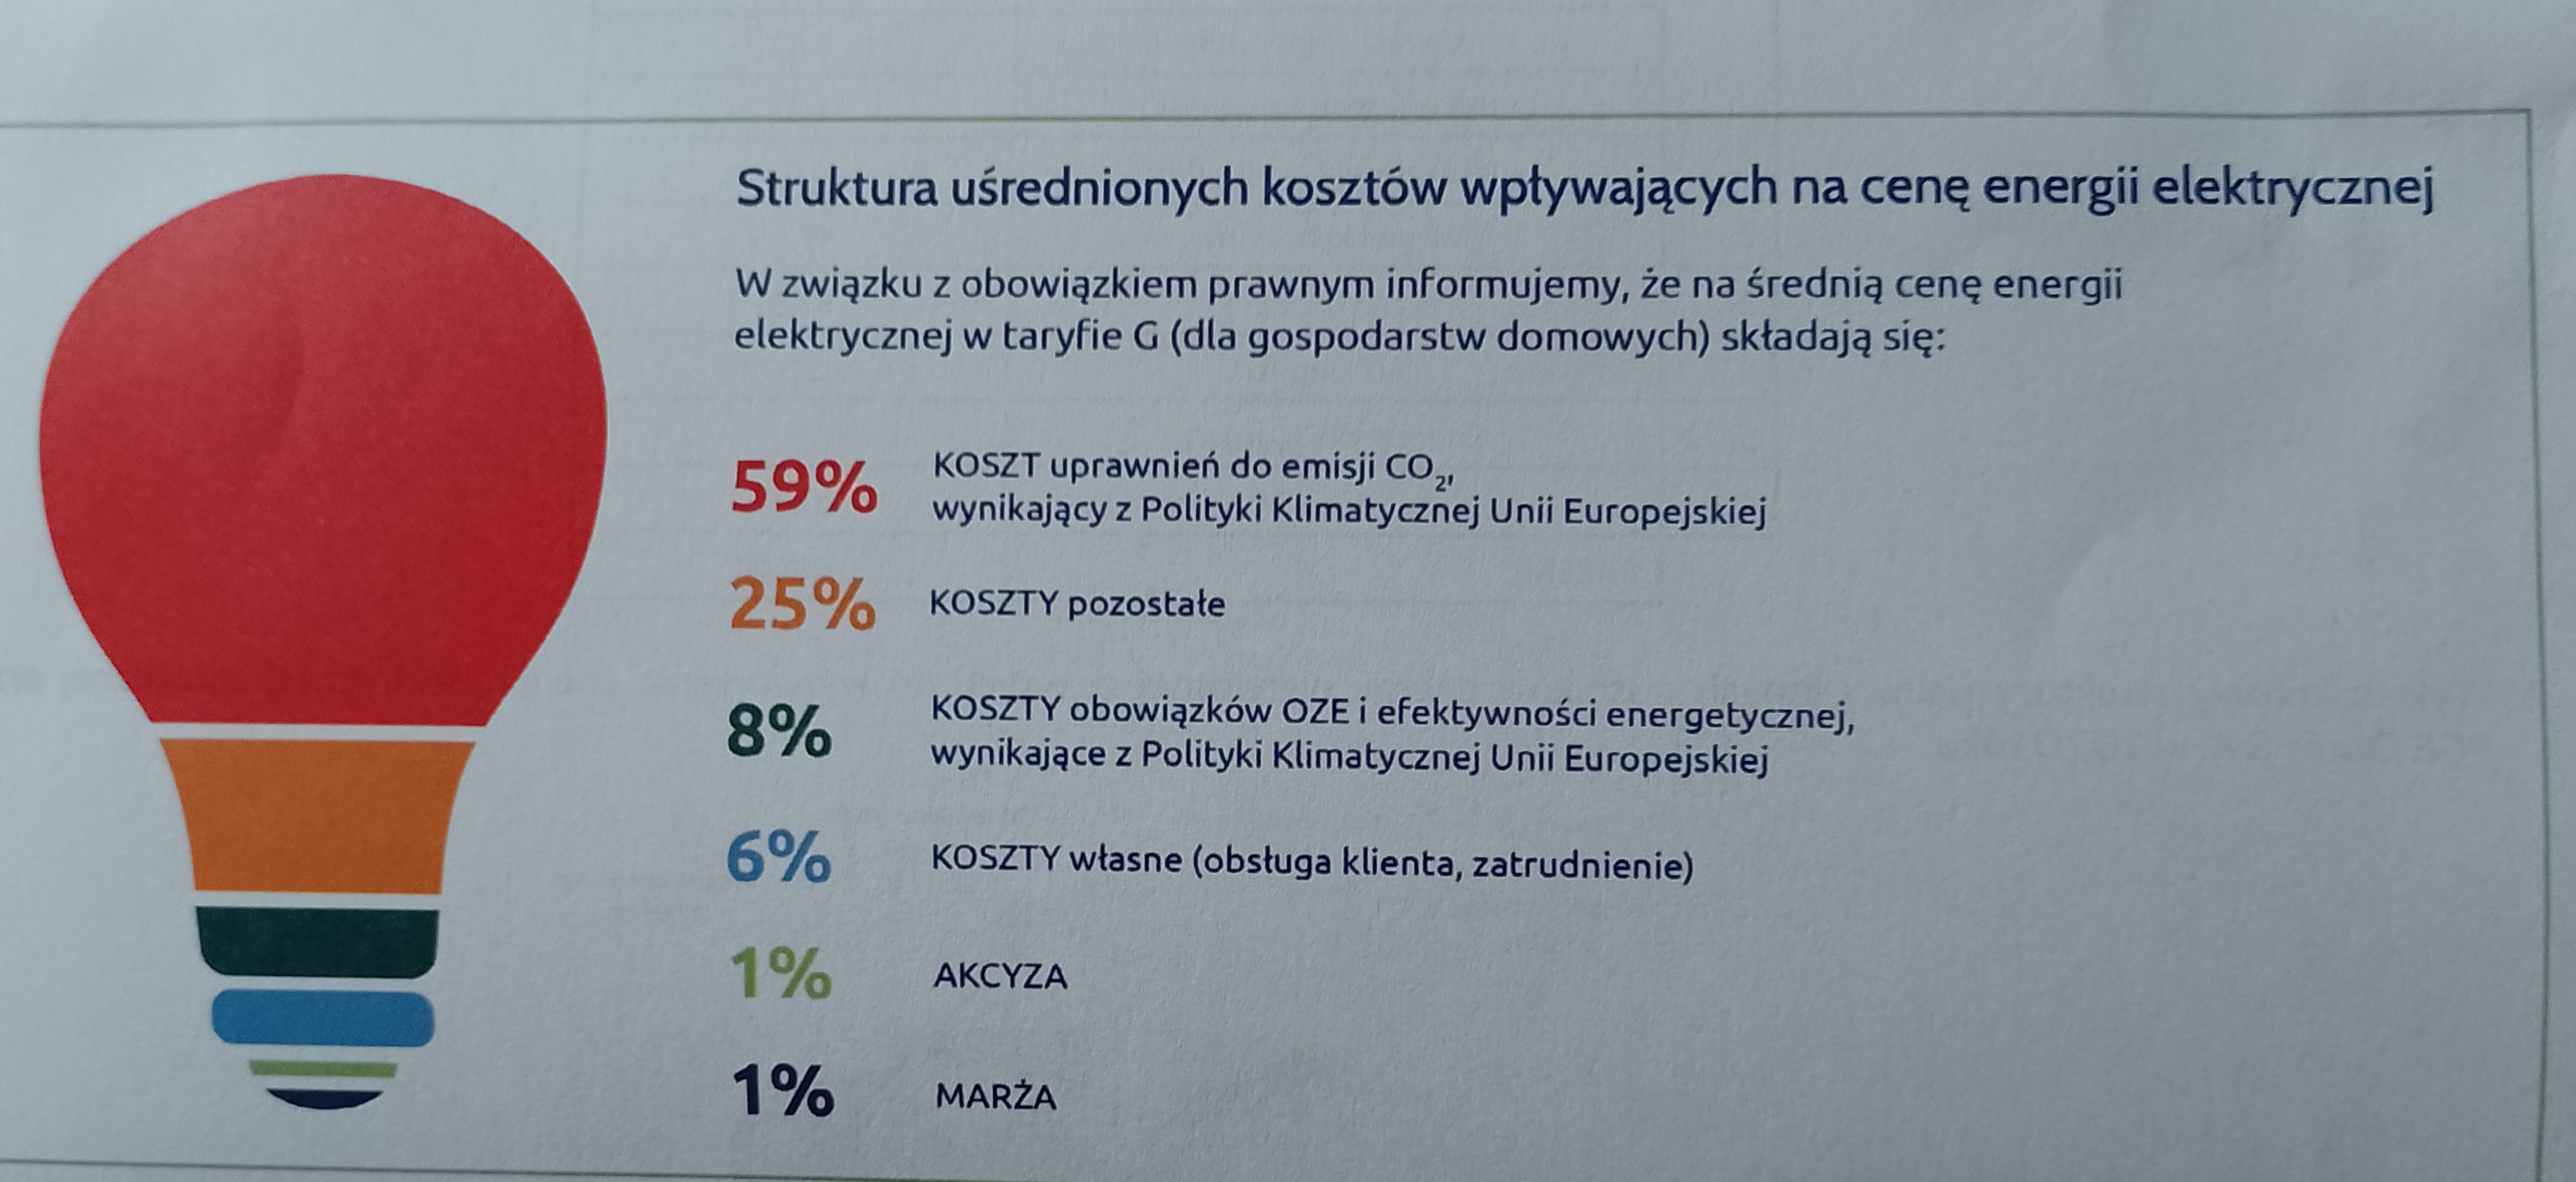 Struktura uśrednionych kosztów wpływających na cenę energii elektrycznej
W związku z obowiązkiem prawnym informujemy, że na średnią cenę energii
elektrycznej w taryfie G (dla gospodarstw domowych) składają się:
59%
KOSZT uprawnień do emisji CO₂,
wynikający z Polityki Klimatycznej Unii Europejskiej
25%
KOSZTY pozostałe
8%
KOSZTY obowiązków OZE i efektywności energetycznej,
wynikające z Polityki Klimatycznej Unii Europejskiej
6%
KOSZTY własne (obsługa klienta, zatrudnienie)
1%
AKCYZA
1%
MARŻA